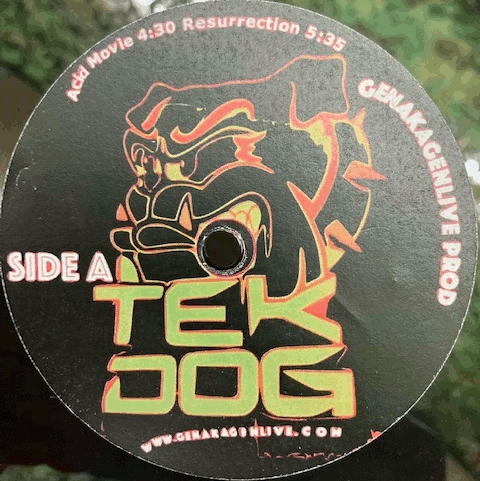 Acid Movie 4:30 Resurrection 5:35
GENAKAGENLIVE PROD
SIDE A
TEK
DOG
WWW.GENAKAGENLIVE.COM